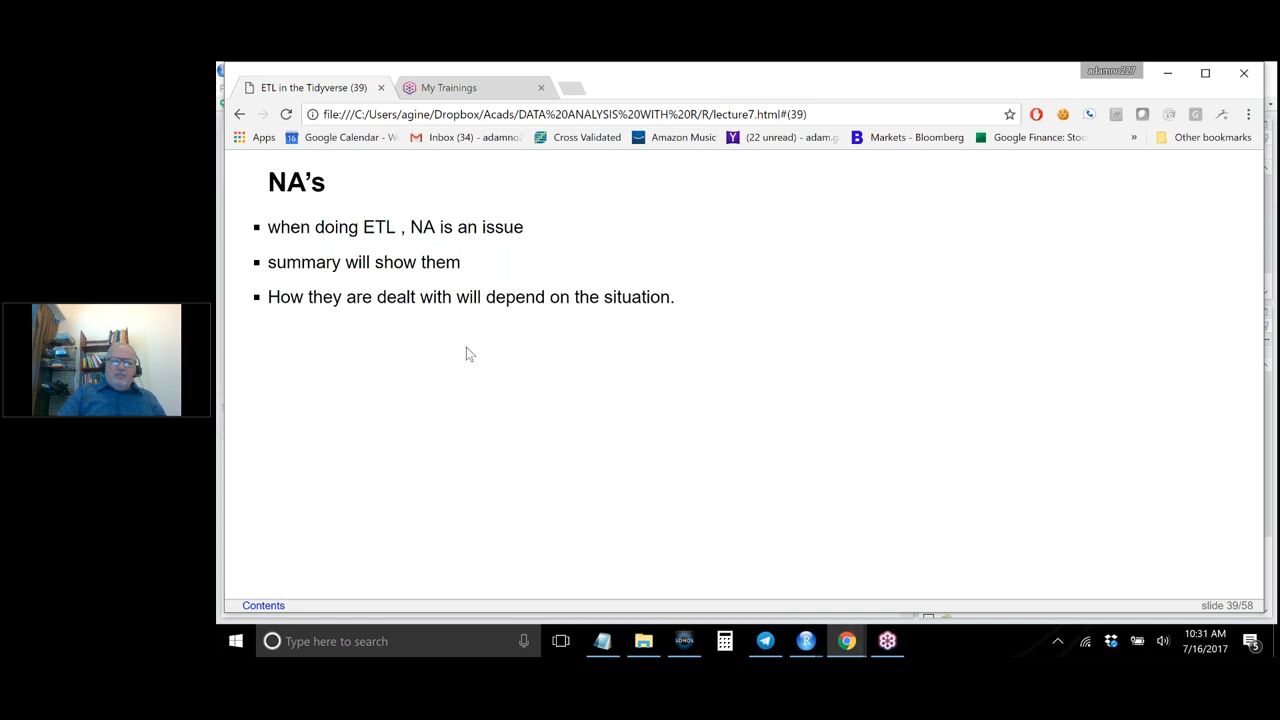 adamno227
ETL in the Tidyverse (39)
My Trainings
file:///C:/Users/agine/Dropbox/Acads/DATA%20ANALYSIS%20WITH%20R/R/lecture7.html#(39)
Apps
Google Calendar - W
Inbox (34) - adamno
Cross Validated
Amazon Music
(22 unread) - adam.g
Markets - Bloomberg
Google Finance: Stoc
»
Other bookmarks
NA's
▪ when doing ETL , NA is an issue
▪ summary will show them
▪ How they are dealt with will depend on the situation.
Contents
slide 39/58
Type here to search
SONOS
10:31 AM
7/16/2017
5